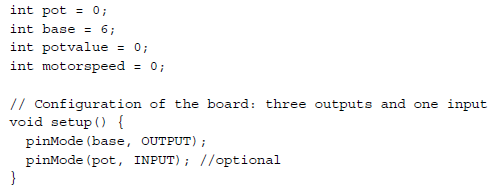 int pot = 0;
int base = 6;
int potvalue = 0;
int motorspeed = 0;

// Configuration of the board: three outputs and one input
void setup() {
  pinMode(base, OUTPUT);
  pinMode(pot, INPUT); //optional
}